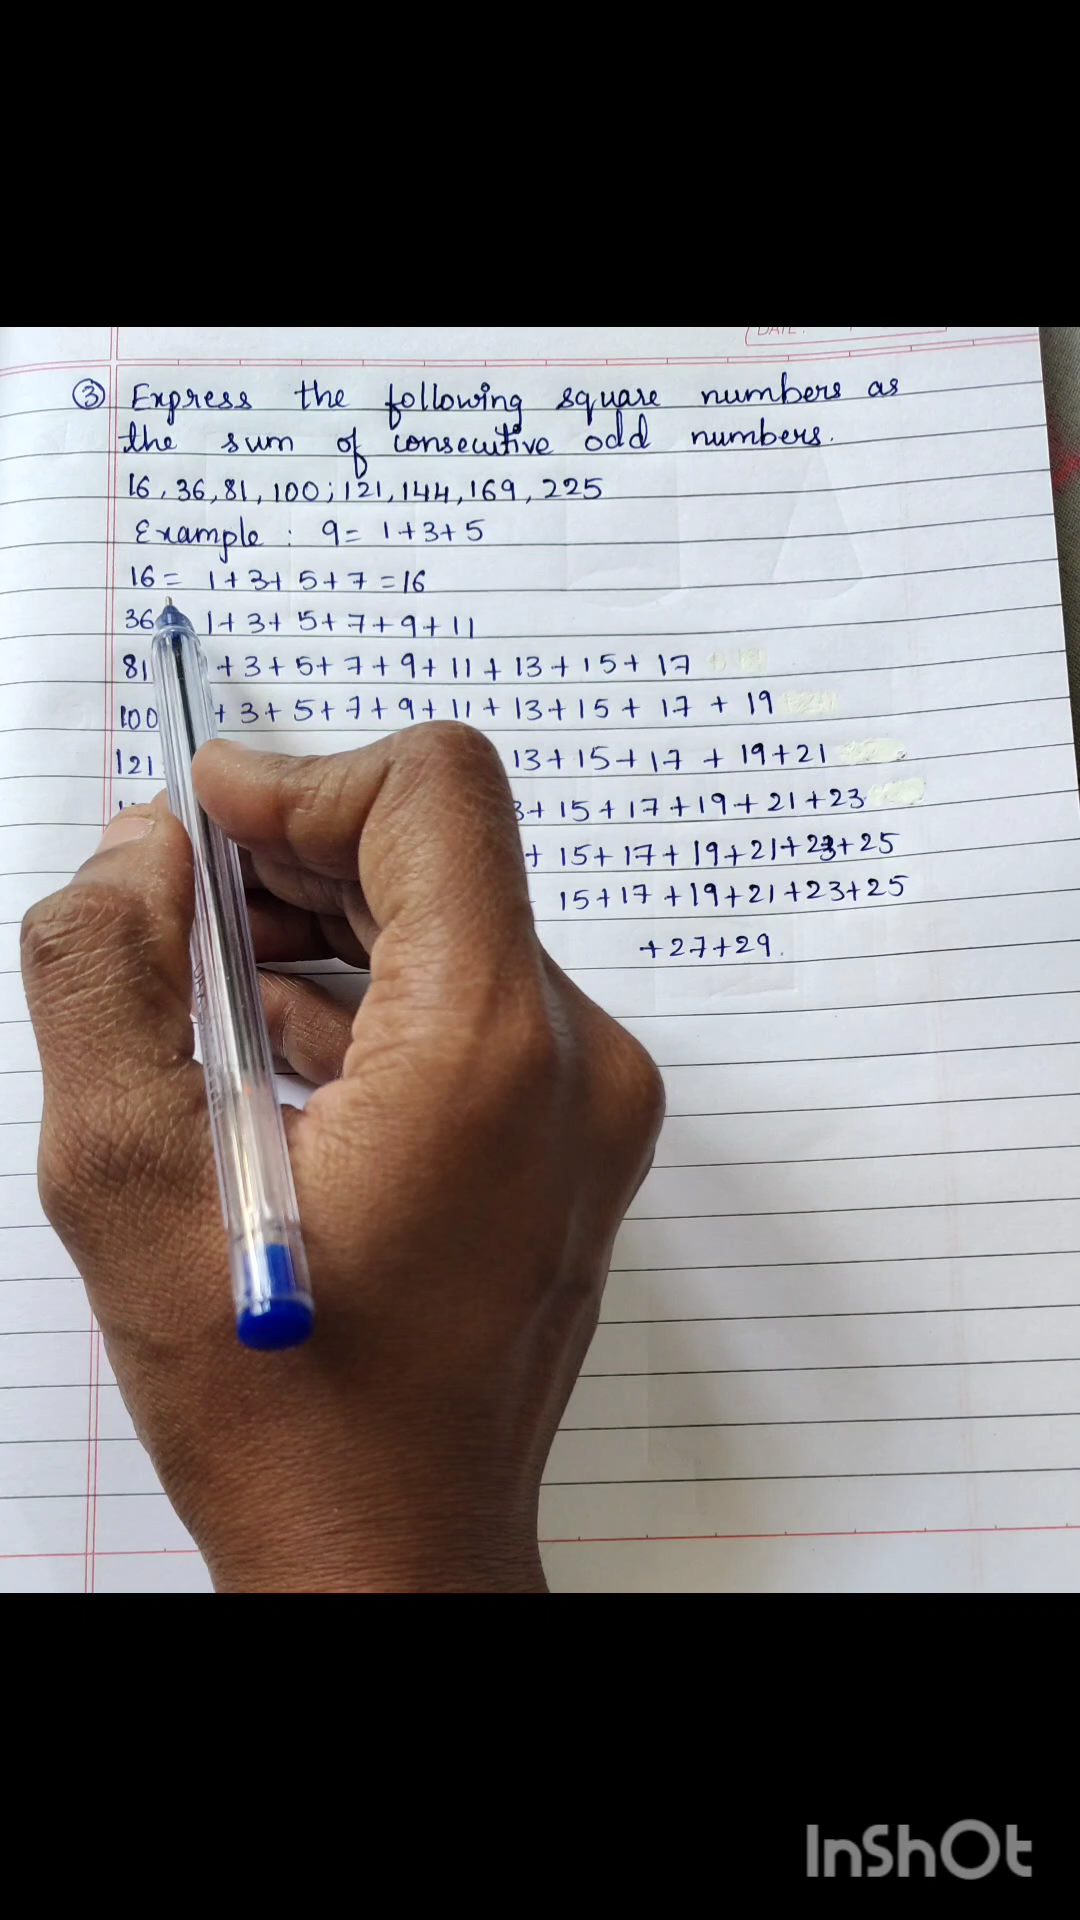 DATE:
③ Express the following square numbers as
the sum of consecutive odd numbers.
16, 36, 81, 100; 121, 144, 169, 225
Example : 9 = 1+3+5
16 = 1+3+5+7 = 16
36 1+3+5+7+9+11
81 +3+5+7+9+11+13+15+17
100 +3+5+7+9+11+13+15+17+19
121 13+15+17+19+21
3+15+17+19+21+23
+15+17+19+21+23+25
15+17+19+21+23+25
+27+29.
InShOt